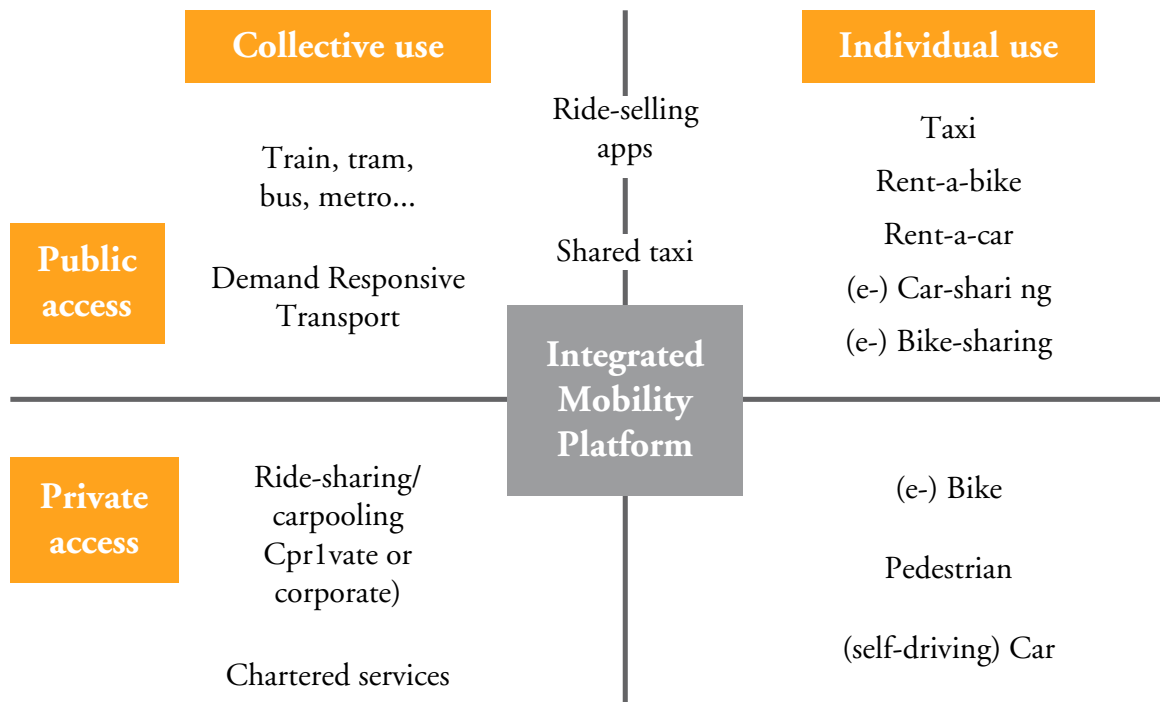 Collective use
Individual use
Public
access
Train, tram,
bus, metro...
Demand Responsive
Transport
Ride-selling
apps
Shared taxi
Taxi
Rent-a-bike
Rent-a-car
(e-) Car-shari ng
(e-) Bike-sharing
Integrated
Mobility
Platform
Private
access
Ride-sharing/
carpooling
Cpr1vate or
corporate)
Chartered services
(e-) Bike
Pedestrian
(self-driving) Car